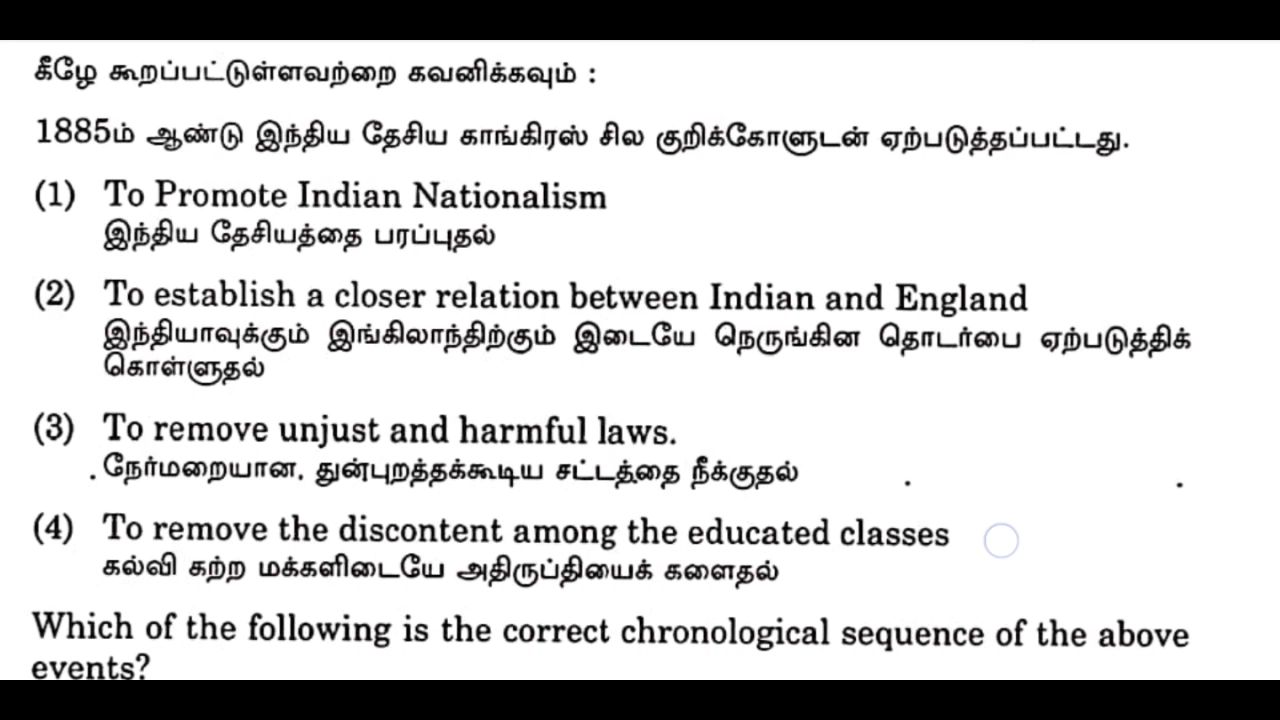 கீழே கூறப்பட்டுள்ளவற்றை கவனிக்கவும் :
1885ம் ஆண்டு இந்திய தேசிய காங்கிரஸ் சில குறிக்கோளுடன் ஏற்படுத்தப்பட்டது.
(1) To Promote Indian Nationalism
இந்திய தேசியத்தை பரப்புதல்
(2) To establish a closer relation between Indian and England
இந்தியாவுக்கும் இங்கிலாந்திற்கும் இடையே நெருங்கின தொடர்பை ஏற்படுத்திக்
கொள்ளுதல்
(3) To remove unjust and harmful laws.
நேர்மறையான, துன்புறத்தக்கூடிய சட்டத்தை நீக்குதல்
(4) To remove the discontent among the educated classes
கல்வி கற்ற மக்களிடையே அதிருப்தியைக் களைதல்
Which of the following is the correct chronological sequence of the above
events?